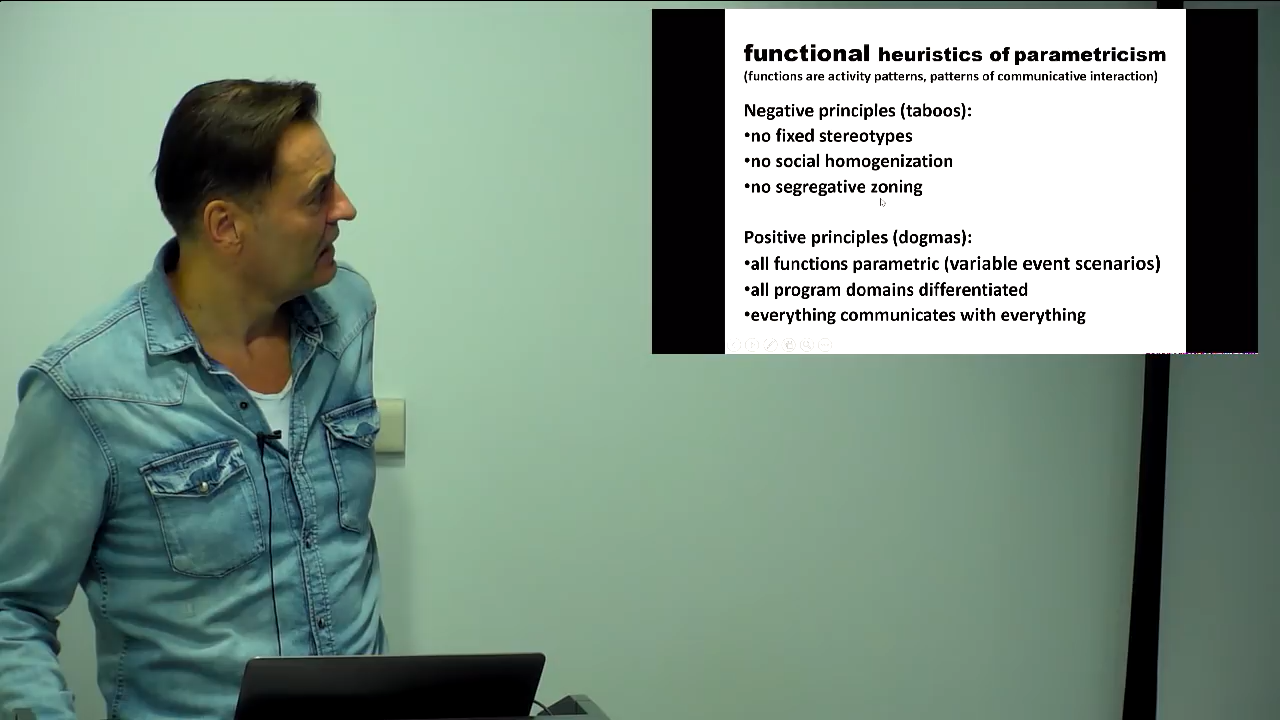 functional heuristics of parametricism
(functions are activity patterns, patterns of communicative interaction)
Negative principles (taboos):
•no fixed stereotypes
•no social homogenization
•no segregative zoning
Positive principles (dogmas):
•all functions parametric (variable event scenarios)
•all program domains differentiated
•everything communicates with everything